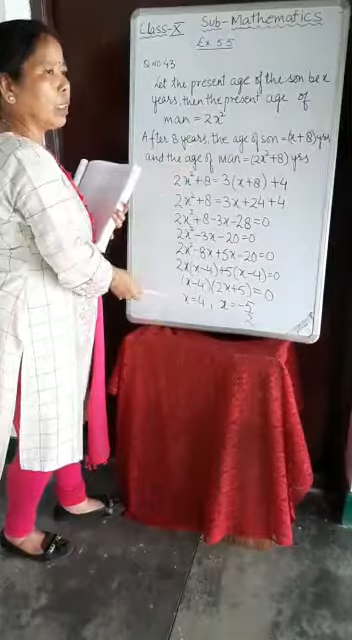 Class-X Sub-Mathematics
Ex 5.5
Q NO.43
Let the present age of the son be x
years, then the present age of
man = 2x²
After 8 years, the age of son = (x+8) yrs
and the age of man = (2x²+8) yrs
2x²+8 = 3(x+8)+4
2x²+8 = 3x+24+4
2x²+8-3x-28=0
2x²-3x-20=0
2x²-8x+5x-20=0
2x(x-4)+5(x-4)=0
(x-4)(2x+5)=0
x=4, x=-5/2